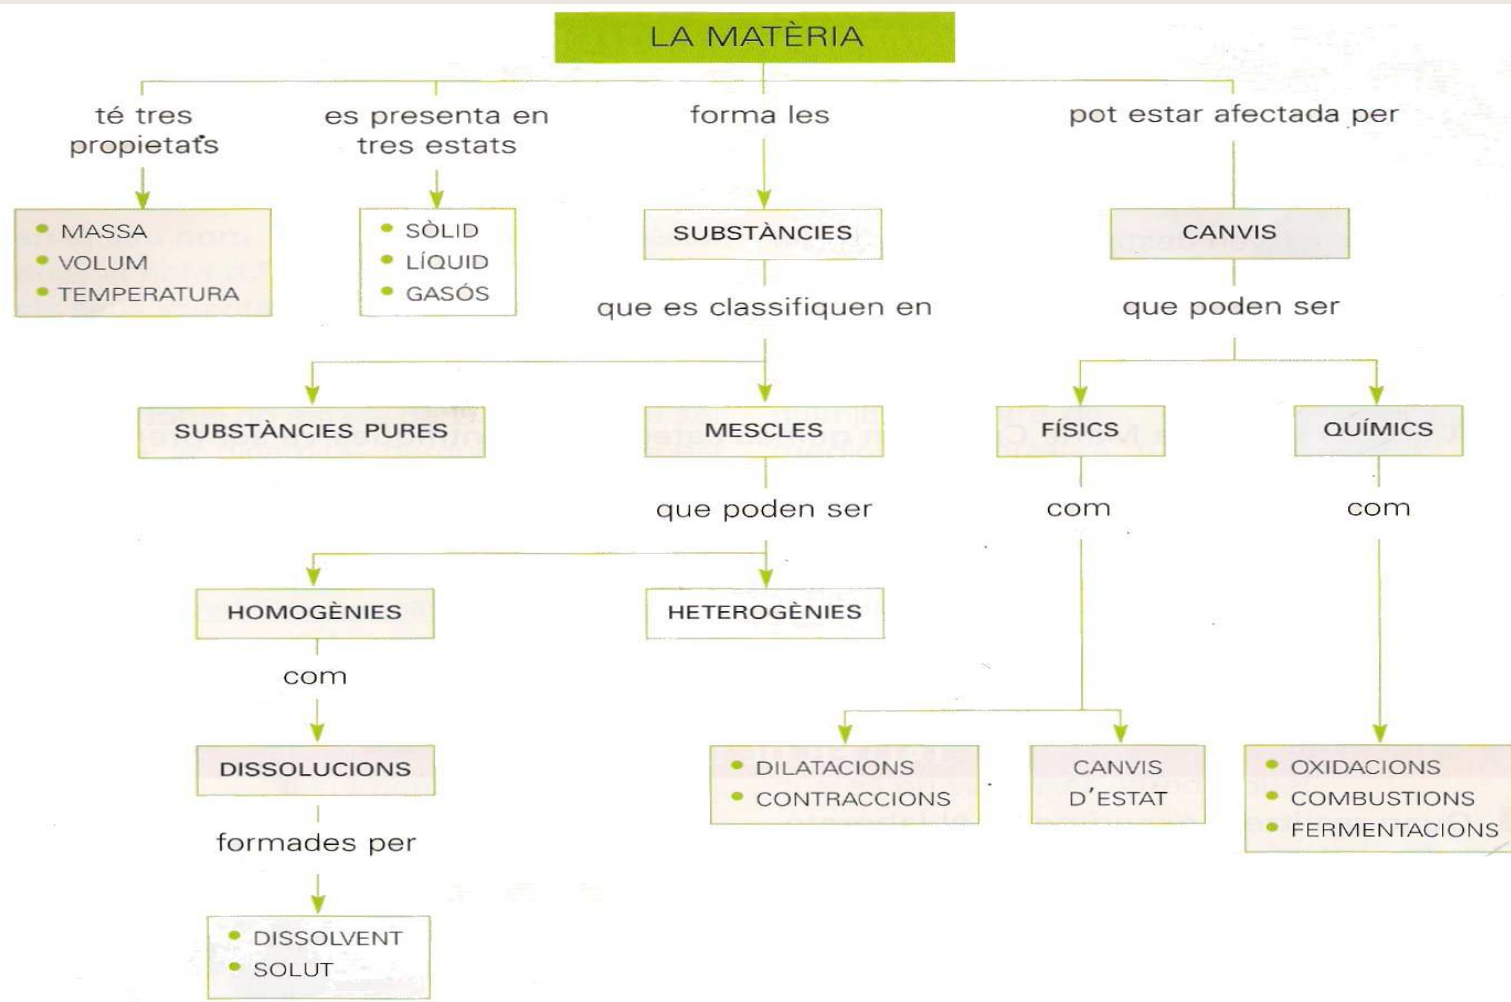 LA MATÈRIA
té tres
propietats
es presenta en
tres estats
forma les
pot estar afectada per
• MASSA
• VOLUM
• TEMPERATURA
• SÒLID
• LÍQUID
• GASÓS
SUBSTÀNCIES
CANVIS
que es classifiquen en
que poden ser
SUBSTÀNCIES PURES
MESCLES
FÍSICS
QUÍMICS
que poden ser
com
com
HOMOGÈNIES
HETEROGÈNIES
com
DISSOLUCIONS
• DILATACIONS
• CONTRACCIONS
CANVIS
D'ESTAT
• OXIDACIONS
• COMBUSTIONS
• FERMENTACIONS
formades per
• DISSOLVENT
• SOLUT